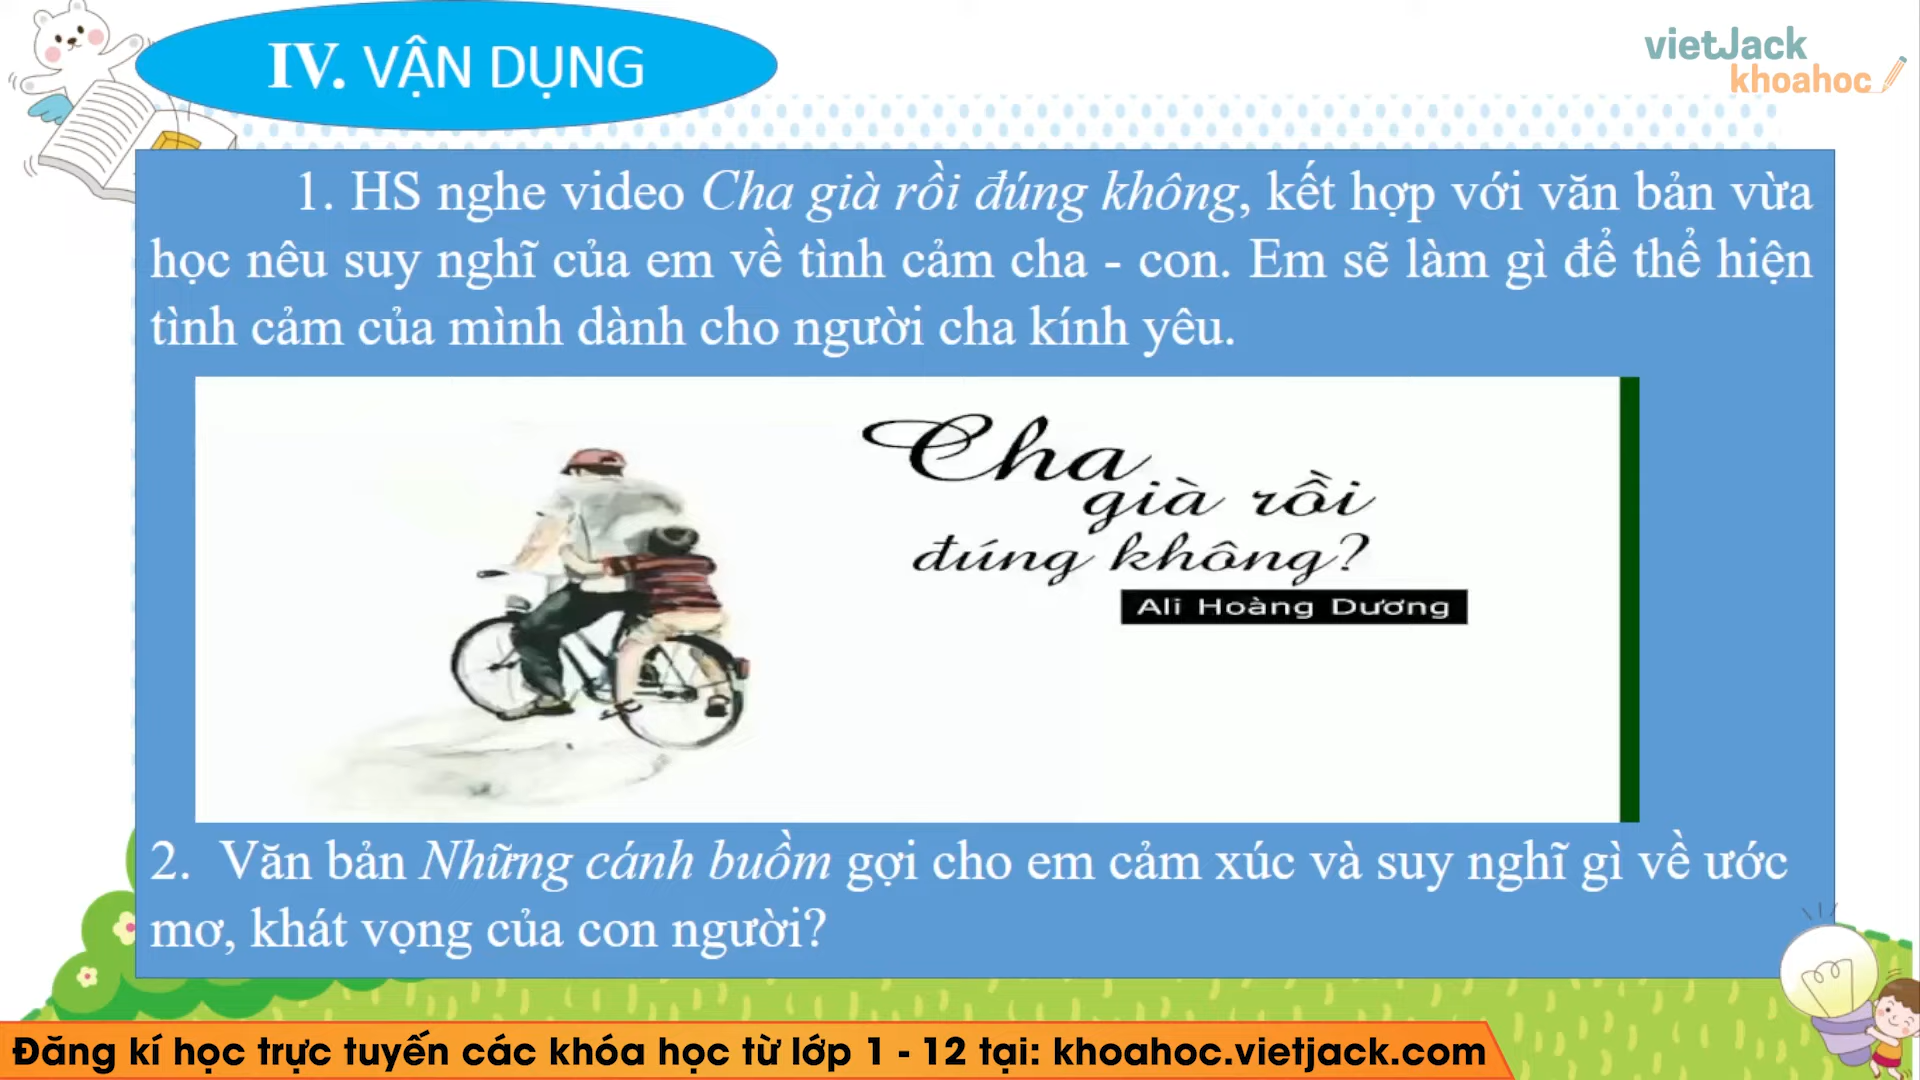 IV. VẬN DỤNG
vietJack
khoahoc
1. HS nghe video Cha già rồi đúng không, kết hợp với văn bản vừa
học nêu suy nghĩ của em về tình cảm cha - con. Em sẽ làm gì để thể hiện
tình cảm của mình dành cho người cha kính yêu.
Cha
già rồi
đúng không?
Ali Hoàng Dương
2. Văn bản Những cánh buồm gợi cho em cảm xúc và suy nghĩ gì về ước
mơ, khát vọng của con người?
Đăng kí học trực tuyến các khóa học từ lớp 1 - 12 tại: khoahoc.vietjack.com